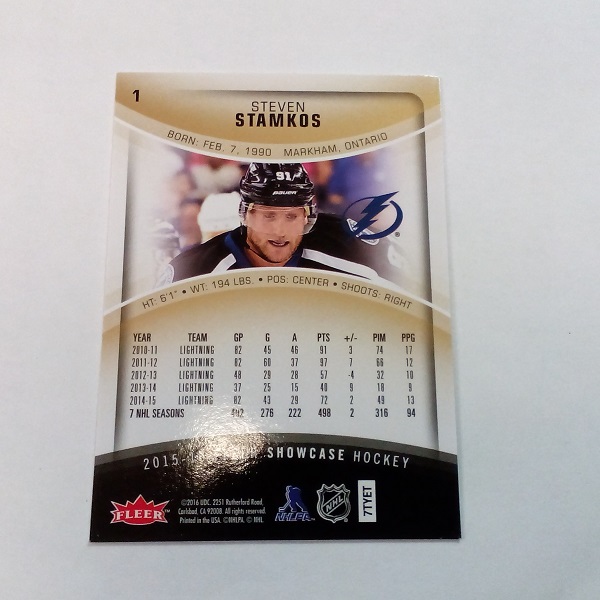 1
STEVEN
STAMKOS
BORN: FEB. 7, 1990 MARKHAM, ONTARIO
91
BAUER
HT: 6'1" • WT: 194 LBS. • POS: CENTER • SHOOTS: RIGHT
YEAR TEAM GP G A PTS +/- PIM PPG
2010-11 LIGHTNING 82 45 46 91 3 74 17
2011-12 LIGHTNING 82 60 37 97 7 66 12
2012-13 LIGHTNING 48 29 28 57 -4 32 10
2013-14 LIGHTNING 37 25 15 40 9 18 9
2014-15 LIGHTNING 82 43 29 72 2 49 13
7 NHL SEASONS 492 276 222 498 2 316 94
2015 SHOWCASE HOCKEY
FLEER
©2016 UDC. 2251 Rutherford Road,
Carlsbad, CA 92008. All rights reserved.
Printed in the USA. ©NHLPA. © NHL.
NHLPA
NHL
7TYET